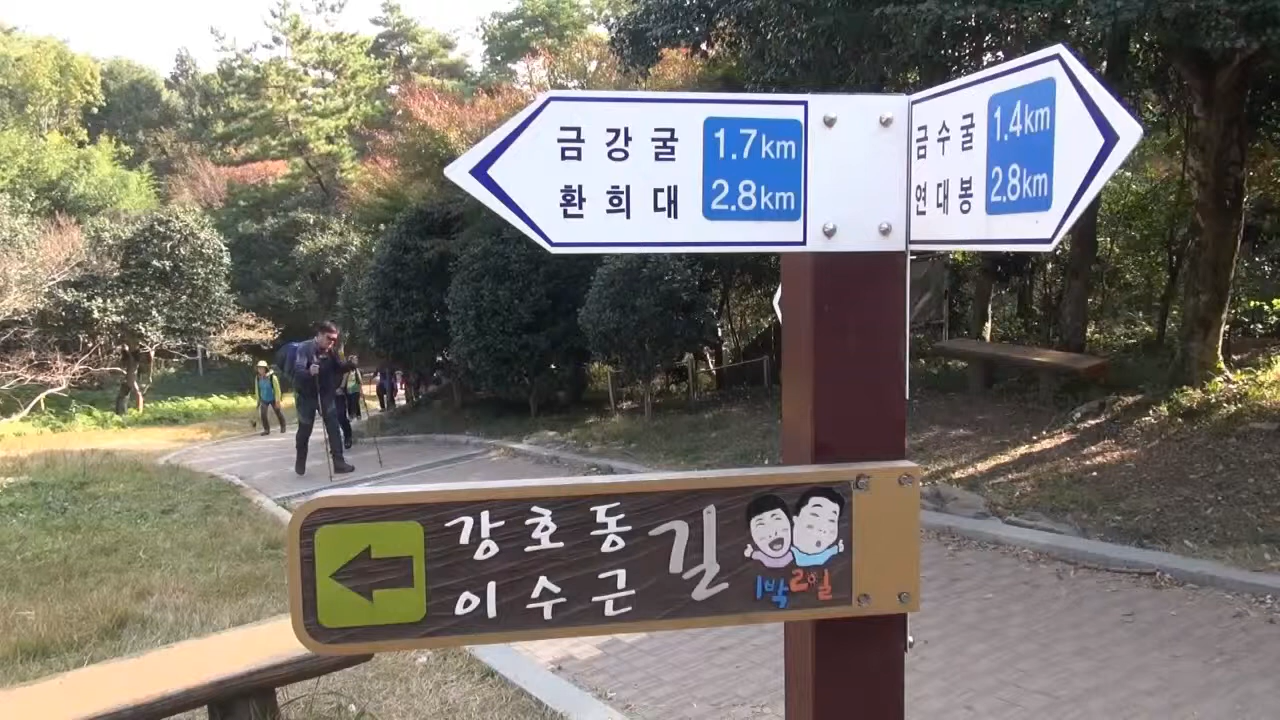 금강굴 1.7km
환희대 2.8km
금수굴 1.4km
연대봉 2.8km
강호동
이수근 길
1박2일